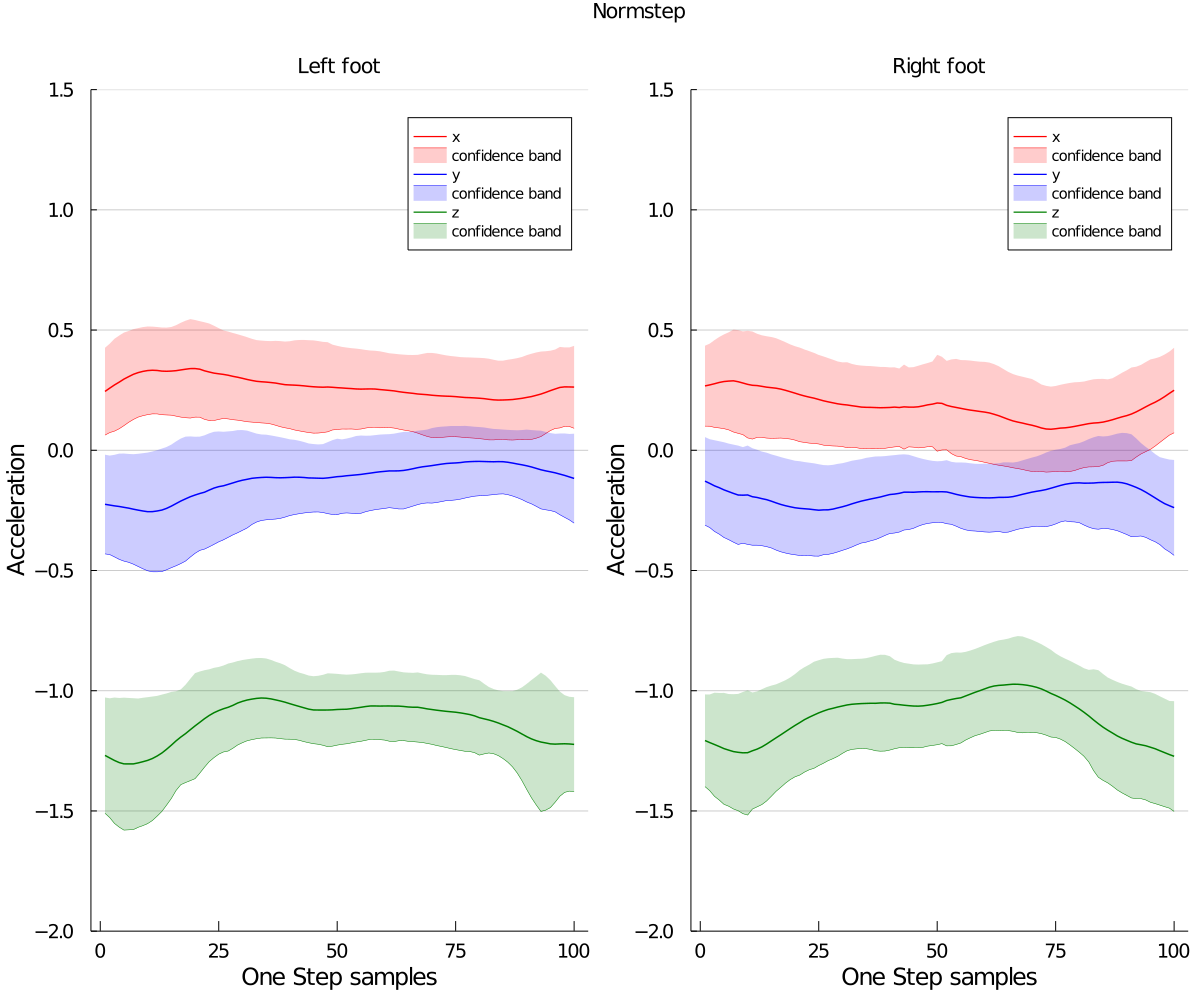 Normstep
Left foot
1.5
1.0
0.5
0.0
−0.5
−1.0
−1.5
−2.0
Acceleration
x
confidence band
y
confidence band
z
confidence band
0
25
50
75
100
One Step samples
Right foot
1.5
1.0
0.5
0.0
−0.5
−1.0
−1.5
−2.0
Acceleration
x
confidence band
y
confidence band
z
confidence band
0
25
50
75
100
One Step samples